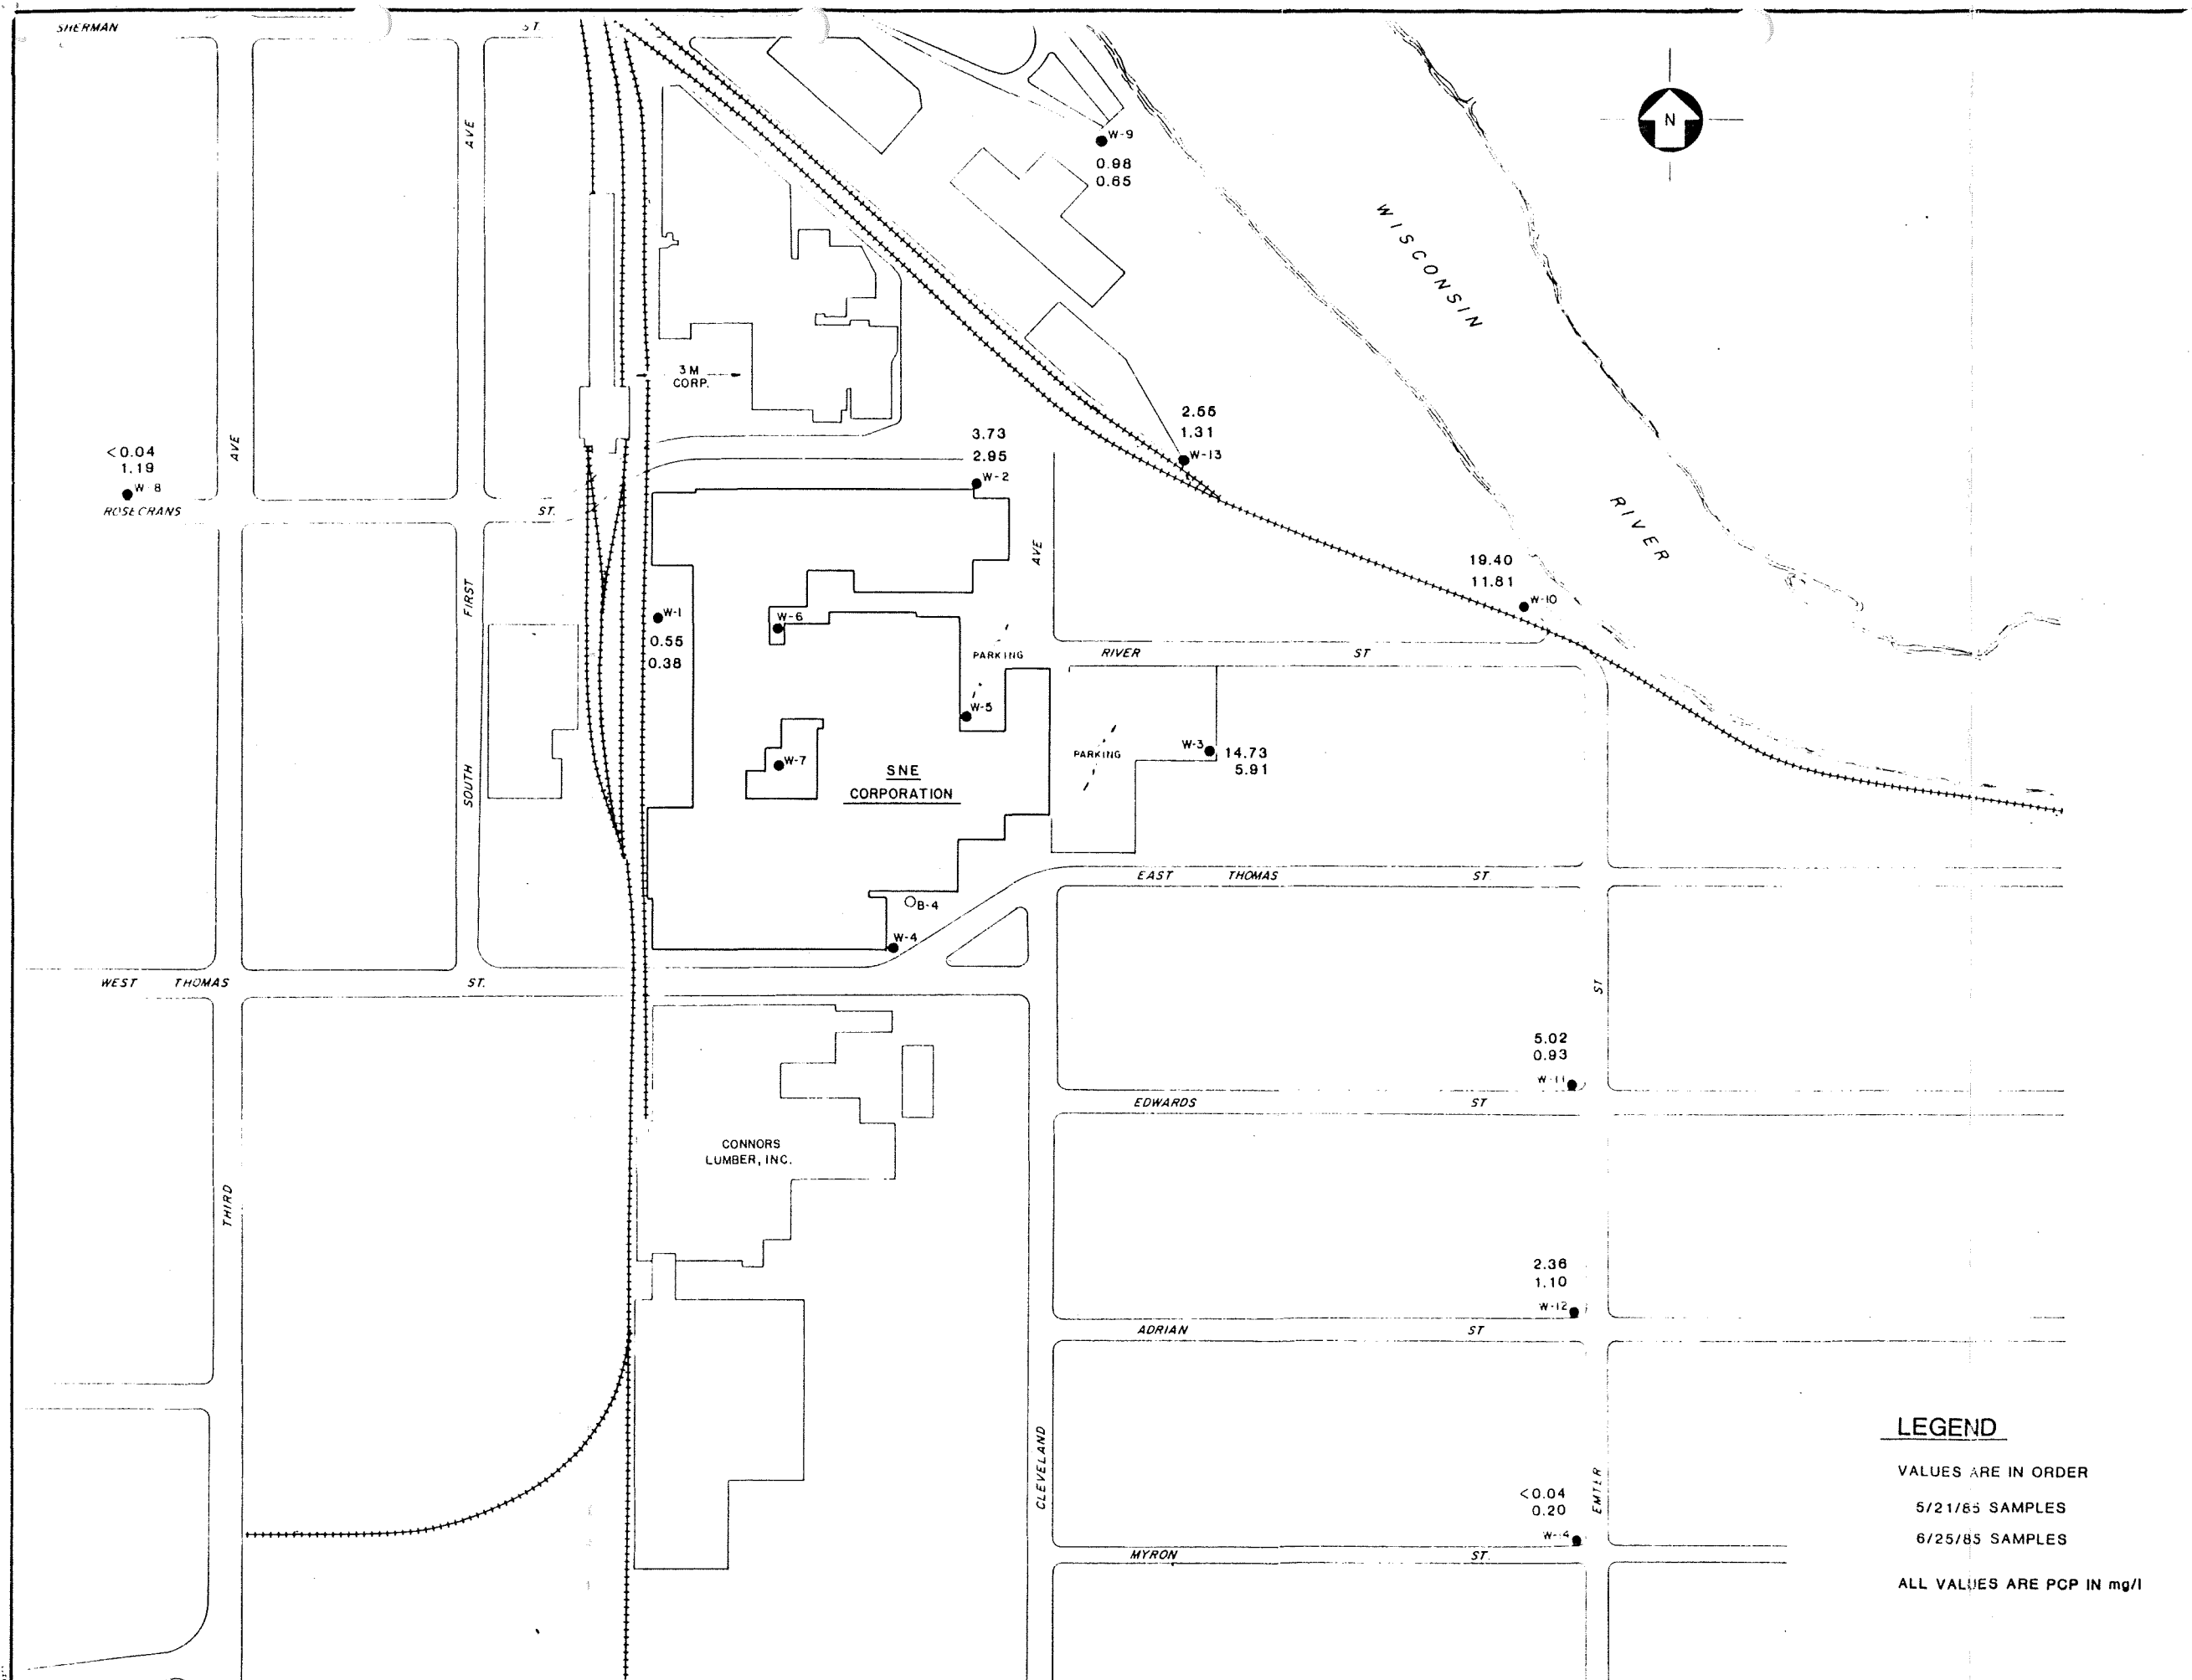 SHERMAN ST.
AVE
N
W-9
0.98
0.65
WISCONSIN
RIVER
3M
CORP.
<0.04
1.19
W-8
ROSECRANS ST.
AVE
3.73
2.95
W-2
2.55
1.31
W-13
AVE
19.40
11.81
W-10
FIRST
W-1
0.55
0.38
W-6
PARKING
RIVER ST
W-5
PARKING
W-3
14.73
5.91
W-7
SNE
CORPORATION
SOUTH
EAST THOMAS ST
B-4
W-4
WEST THOMAS ST.
ST
5.02
0.93
W-11
EDWARDS ST
CONNORS
LUMBER, INC.
THIRD
2.36
1.10
W-12
ADRIAN ST
CLEVELAND
<0.04
0.20
W-14
EMTER
MYRON ST.
LEGEND
VALUES ARE IN ORDER
5/21/85 SAMPLES
6/25/85 SAMPLES
ALL VALUES ARE PCP IN mg/l